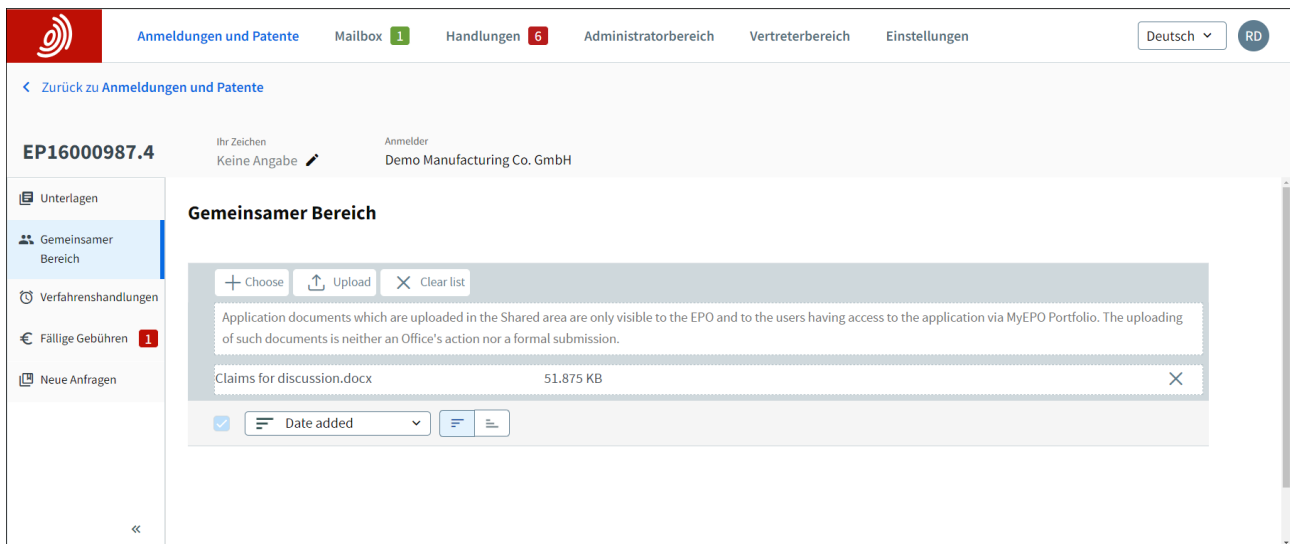 Anmeldungen und Patente Mailbox 1 Handlungen 6 Administratorbereich Vertreterbereich Einstellungen Deutsch RD
Zurück zu Anmeldungen und Patente
Ihr Zeichen Anmelder
EP16000987.4 Keine Angabe Demo Manufacturing Co. GmbH
Unterlagen
Gemeinsamer
Bereich
Verfahrenshandlungen
Fällige Gebühren 1
Neue Anfragen
Gemeinsamer Bereich
Choose Upload Clear list
Application documents which are uploaded in the Shared area are only visible to the EPO and to the users having access to the application via MyEPO Portfolio. The uploading
of such documents is neither an Office's action nor a formal submission.
Claims for discussion.docx 51.875 KB
Date added